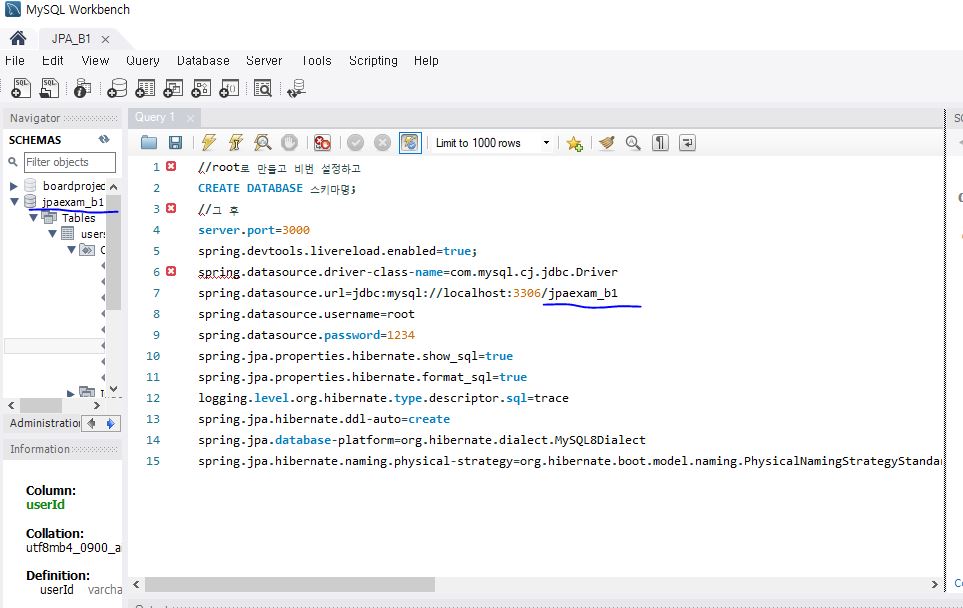 MySQL Workbench
JPA_B1
File Edit View Query Database Server Tools Scripting Help
Navigator
Query 1
SCHEMAS
Limit to 1000 rows
Filter objects
boardprojec
jpaexam_b1
Tables
users
1 //root로 만들고 비번 설정하고
2 CREATE DATABASE 스키마명;
3 //그 후
4 server.port=3000
5 spring.devtools.livereload.enabled=true;
6 spring.datasource.driver-class-name=com.mysql.cj.jdbc.Driver
7 spring.datasource.url=jdbc:mysql://localhost:3306/jpaexam_b1
8 spring.datasource.username=root
9 spring.datasource.password=1234
10 spring.jpa.properties.hibernate.show_sql=true
11 spring.jpa.properties.hibernate.format_sql=true
12 logging.level.org.hibernate.type.descriptor.sql=trace
13 spring.jpa.hibernate.ddl-auto=create
14 spring.jpa.database-platform=org.hibernate.dialect.MySQL8Dialect
15 spring.jpa.hibernate.naming.physical-strategy=org.hibernate.boot.model.naming.PhysicalNamingStrategyStanda
Administration
Information
Column:
userId
Collation:
utf8mb4_0900_a
Definition:
userId varcha